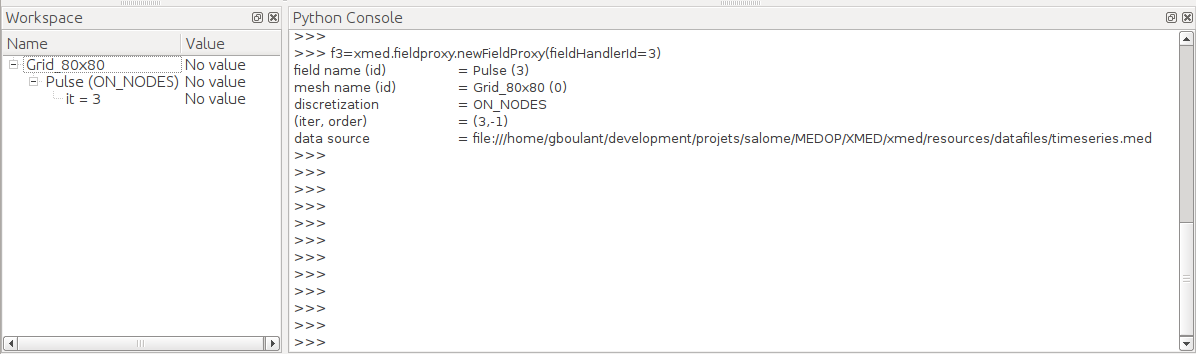 Workspace
Name Value
Grid_80x80 No value
Pulse (ON_NODES) No value
it = 3 No value
Python Console
>>>
>>> f3=xmed.fieldproxy.newFieldProxy(fieldHandlerId=3)
field name (id) = Pulse (3)
mesh name (id) = Grid_80x80 (0)
discretization = ON_NODES
(iter, order) = (3,-1)
data source = file:///home/gboulant/development/projets/salome/MEDOP/XMED/xmed/resources/datafiles/timeseries.med
>>>
>>>
>>>
>>>
>>>
>>>
>>>
>>>
>>>
>>>
>>>
>>>